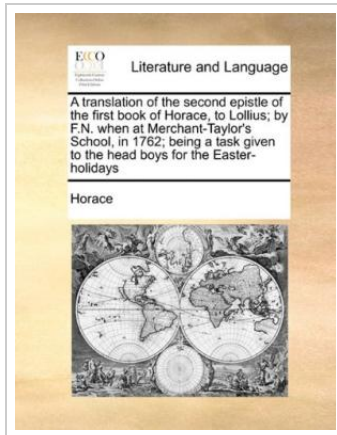 ECCO
Literature and Language
A translation of the second epistle of
the first book of Horace, to Lollius; by
F.N. when at Merchant-Taylor's
School, in 1762; being a task given
to the head boys for the Easter-
holidays
Horace